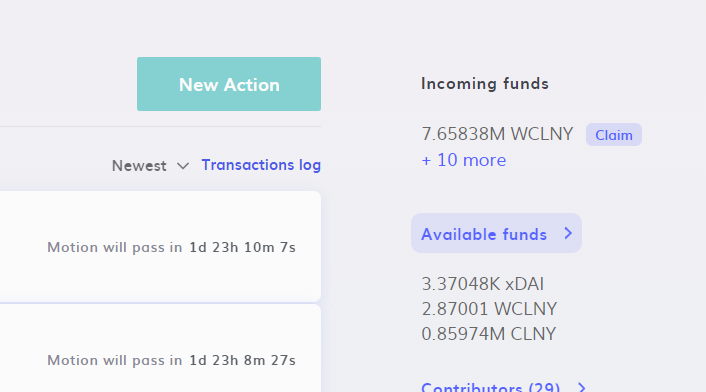 New Action
Newest
Transactions log
Motion will pass in 1d 23h 10m 7s
Motion will pass in 1d 23h 8m 27s
Incoming funds
7.65838M WCLNY Claim
+ 10 more
Available funds
3.37048K xDAI
2.87001 WCLNY
0.85974M CLNY
Contributors (29)